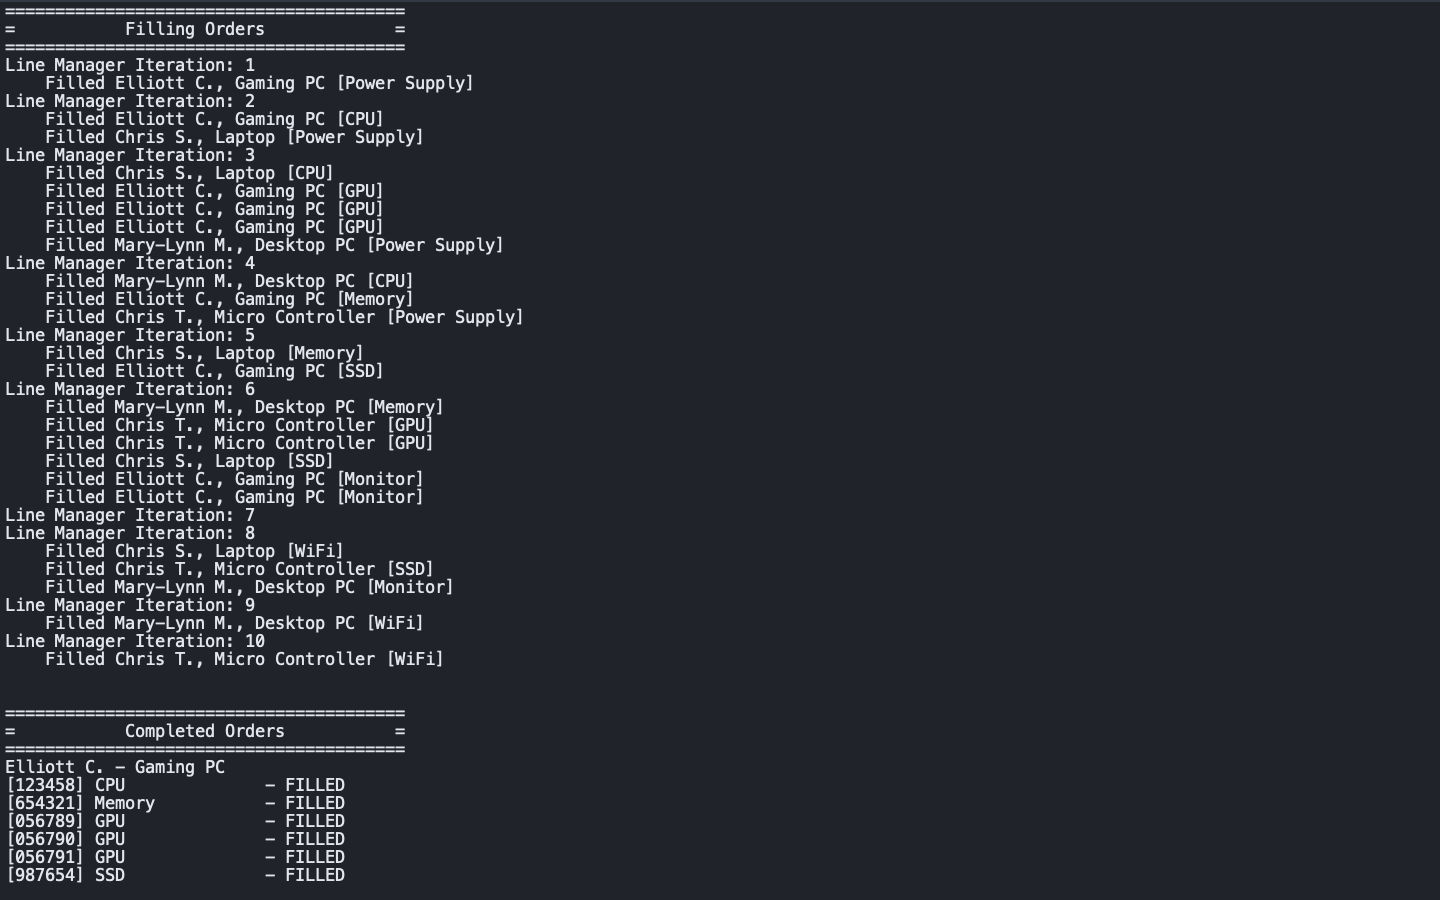 ========================================
=           Filling Orders             =
========================================
Line Manager Iteration: 1
    Filled Elliott C., Gaming PC [Power Supply]
Line Manager Iteration: 2
    Filled Elliott C., Gaming PC [CPU]
    Filled Chris S., Laptop [Power Supply]
Line Manager Iteration: 3
    Filled Chris S., Laptop [CPU]
    Filled Elliott C., Gaming PC [GPU]
    Filled Elliott C., Gaming PC [GPU]
    Filled Elliott C., Gaming PC [GPU]
    Filled Mary-Lynn M., Desktop PC [Power Supply]
Line Manager Iteration: 4
    Filled Mary-Lynn M., Desktop PC [CPU]
    Filled Elliott C., Gaming PC [Memory]
    Filled Chris T., Micro Controller [Power Supply]
Line Manager Iteration: 5
    Filled Chris S., Laptop [Memory]
    Filled Elliott C., Gaming PC [SSD]
Line Manager Iteration: 6
    Filled Mary-Lynn M., Desktop PC [Memory]
    Filled Chris T., Micro Controller [GPU]
    Filled Chris T., Micro Controller [GPU]
    Filled Chris S., Laptop [SSD]
    Filled Elliott C., Gaming PC [Monitor]
    Filled Elliott C., Gaming PC [Monitor]
Line Manager Iteration: 7
Line Manager Iteration: 8
    Filled Chris S., Laptop [WiFi]
    Filled Chris T., Micro Controller [SSD]
    Filled Mary-Lynn M., Desktop PC [Monitor]
Line Manager Iteration: 9
    Filled Mary-Lynn M., Desktop PC [WiFi]
Line Manager Iteration: 10
    Filled Chris T., Micro Controller [WiFi]
========================================
=           Completed Orders           =
========================================
Elliott C. - Gaming PC
[123458] CPU              - FILLED
[654321] Memory           - FILLED
[056789] GPU              - FILLED
[056790] GPU              - FILLED
[056791] GPU              - FILLED
[987654] SSD              - FILLED